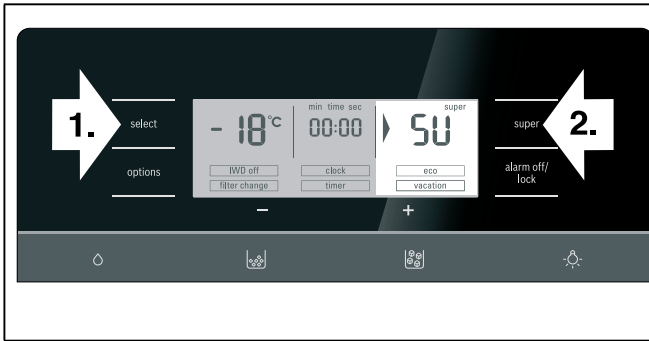 min time sec
super
1.
select
- 18°C
00:00
SU
super
2.
options
IWD off
clock
eco
alarm off/
lock
filter change
timer
vacation
− +